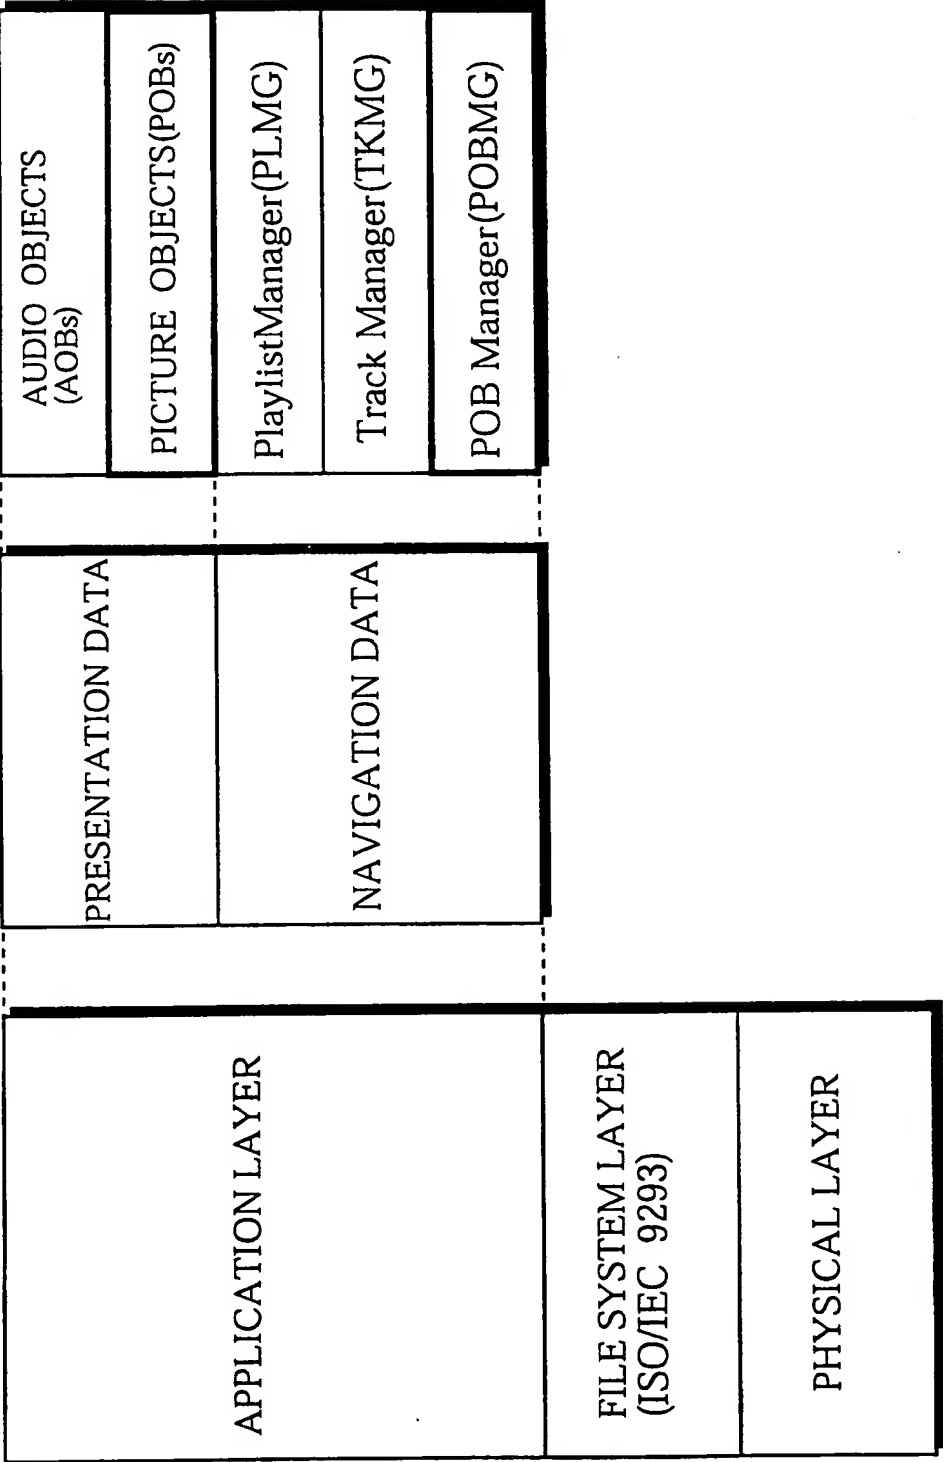 APPLICATION LAYER
FILE SYSTEM LAYER
(ISO/IEC 9293)
PHYSICAL LAYER
PRESENTATION DATA
NAVIGATION DATA
AUDIO OBJECTS
(AOBs)
PICTURE OBJECTS(POBs)
PlaylistManager(PLMG)
Track Manager(TKMG)
POB Manager(POBMG)